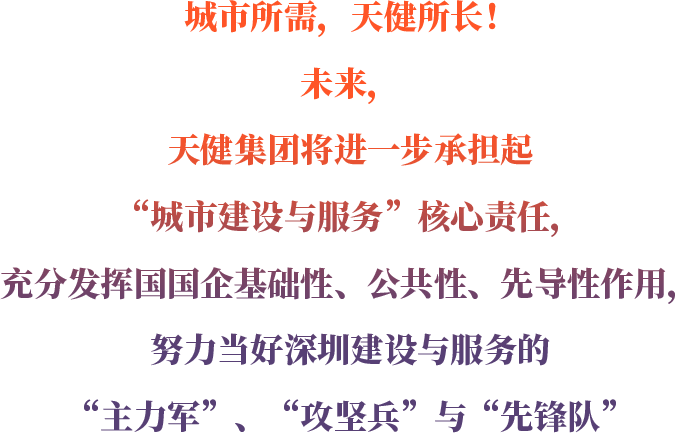 城市所需，天健所长！
未来，
天健集团将进一步承担起
“城市建设与服务”核心责任，
充分发挥国国企基础性、公共性、先导性作用，
努力当好深圳建设与服务的
“主力军”、“攻坚兵”与“先锋队”